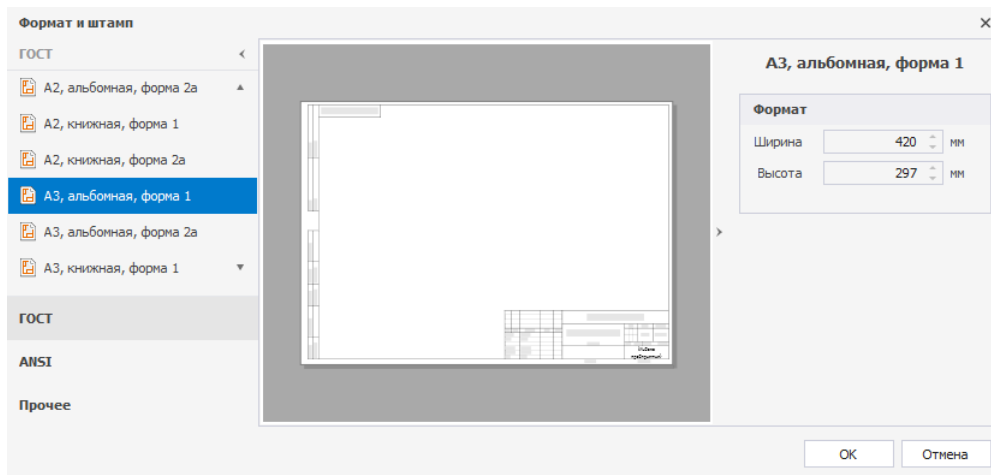 Формат и штамп
ГОСТ
А2, альбомная, форма 2а
А2, книжная, форма 1
А2, книжная, форма 2а
А3, альбомная, форма 1
А3, альбомная, форма 2а
А3, книжная, форма 1
ГОСТ
ANSI
Прочее
А3, альбомная, форма 1
Формат
Ширина 420 мм
Высота 297 мм
ОК Отмена